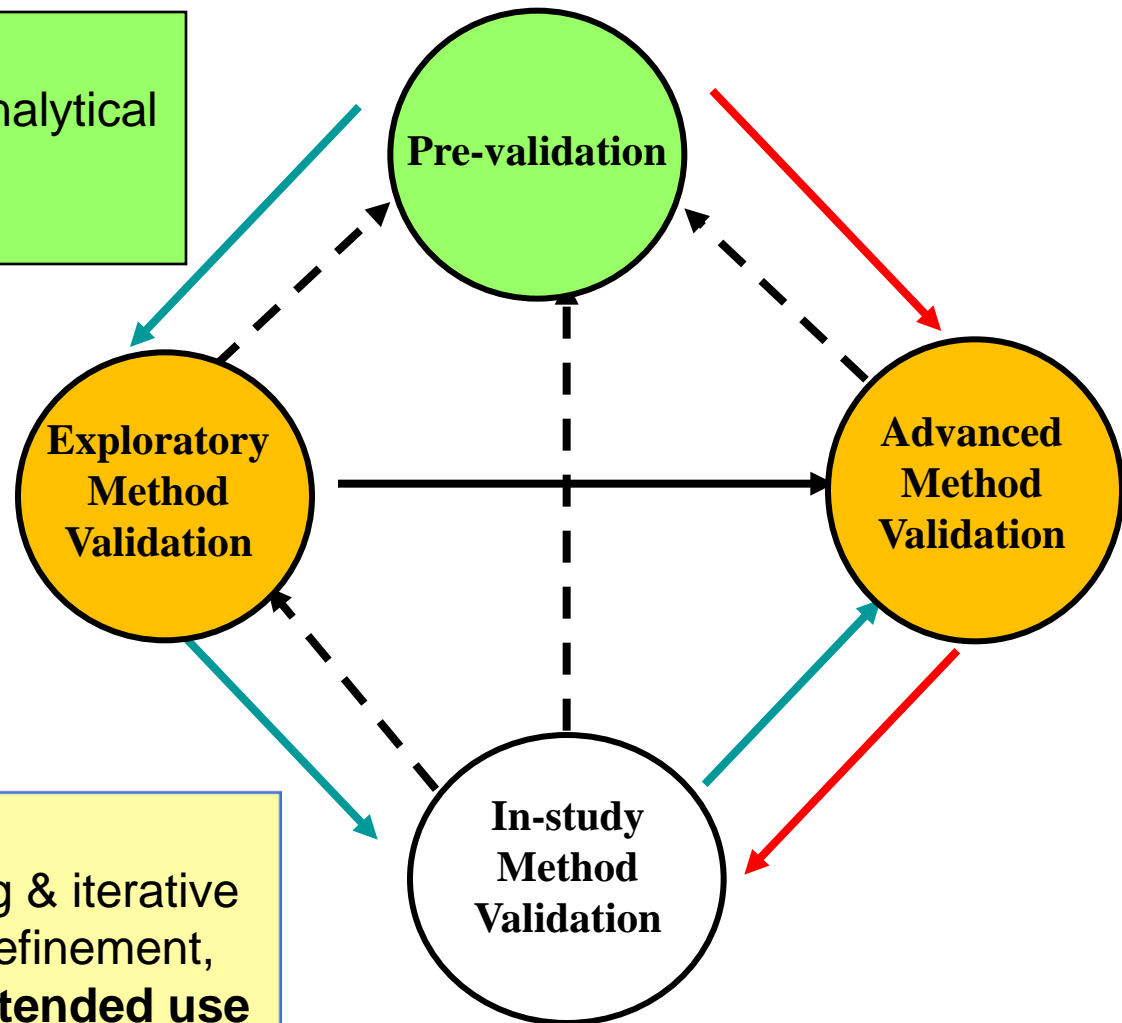 nalytical
Pre-validation
Exploratory
Method
Validation
Advanced
Method
Validation
In-study
Method
Validation
g & iterative
efinement,
tended use